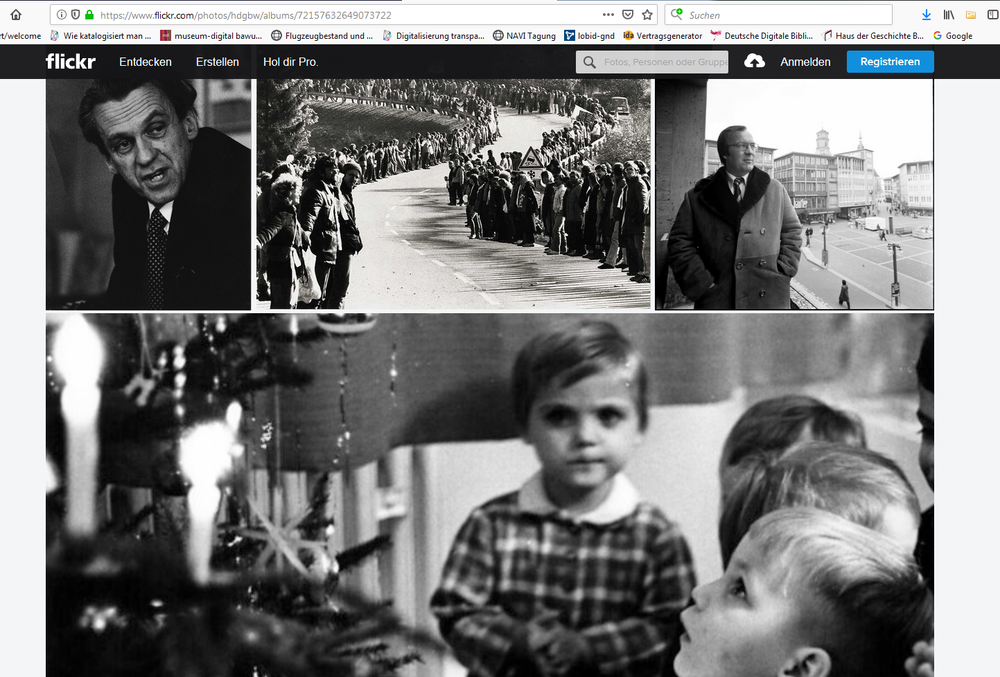 https://www.flickr.com/photos/hdgbw/albums/72157632649073722
Suchen
rt/welcome Wie katalogisiert man ... museum-digital bawu... Flugzeugbestand und ... Digitalisierung transpa... NAVI Tagung lobid-gnd Vertragsgenerator Deutsche Digitale Bibli... Haus der Geschichte B... Google
flickr Entdecken Erstellen Hol dir Pro. Fotos, Personen oder Gruppe Anmelden Registrieren